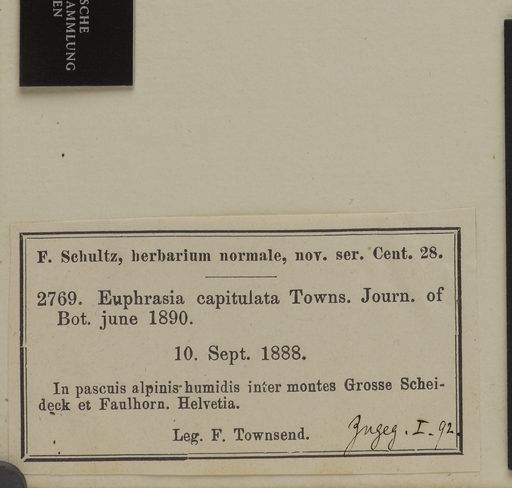 SCHE
AMMLUNG
EN
F. Schultz, herbarium normale, nov. ser. Cent. 28.
2769. Euphrasia capitulata Towns. Journ. of
Bot. june 1890.
10. Sept. 1888.
In pascuis alpinis humidis inter montes Grosse Schei-
deck et Faulhorn. Helvetia.
Leg. F. Townsend.
Zugeg. I. 92.